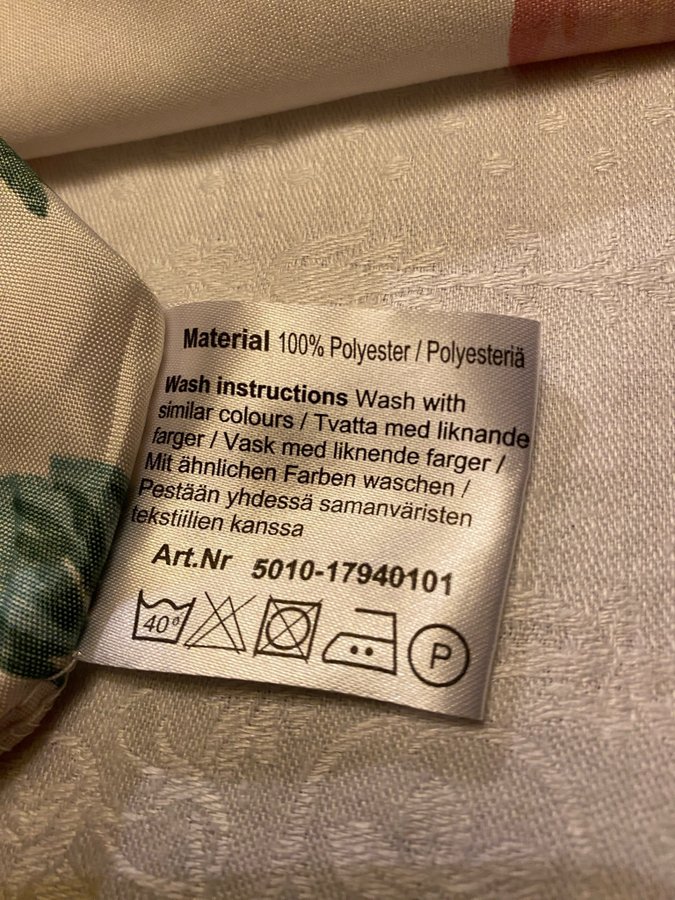 Material 100% Polyester / Polyesteriä
Wash instructions Wash with
similar colours / Tvatta med liknande
farger / Vask med liknende farger /
Mit ähnlichen Farben waschen /
Pestään yhdessä samanväristen
tekstiilien kanssa
Art.Nr 5010-17940101
40° P